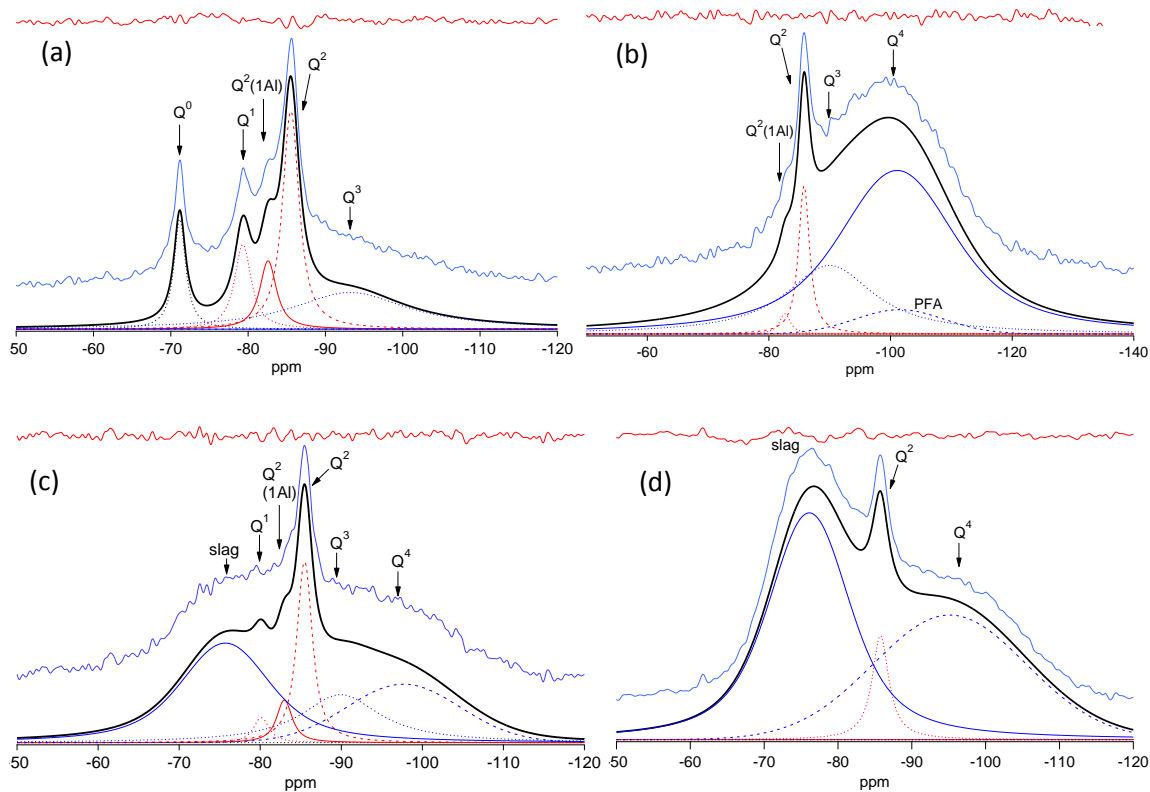 (a)
Q⁰
Q¹
Q²(1Al)
Q²
Q³
50 -60 -70 -80 -90 -100 -110 -120
ppm
(b)
Q²
Q²(1Al)
Q³
Q⁴
PFA
-60 -80 -100 -120 -140
ppm
(c)
slag
Q¹
Q²
(1Al)
Q²
Q³
Q⁴
50 -60 -70 -80 -90 -100 -110 -120
ppm
(d)
slag
Q²
Q⁴
50 -60 -70 -80 -90 -100 -110 -120
ppm